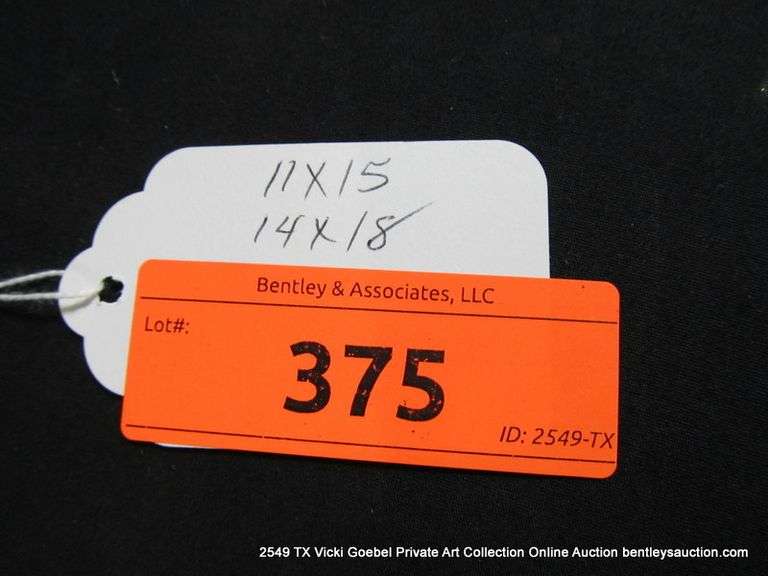 11X15
14X18
Bentley & Associates, LLC
Lot#:
375
ID: 2549-TX
2549 TX Vicki Goebel Private Art Collection Online Auction bentleysauction.com